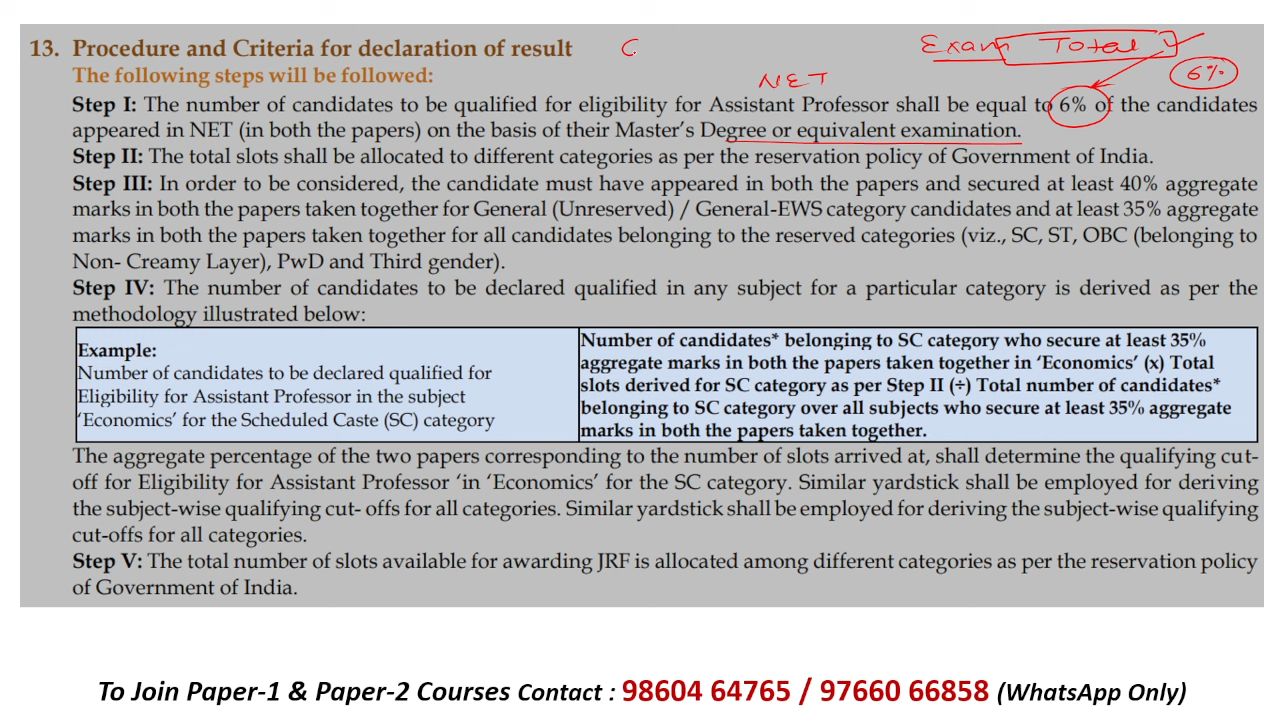 13. Procedure and Criteria for declaration of result
C
Exam Total
The following steps will be followed:
NET
6%
Step I: The number of candidates to be qualified for eligibility for Assistant Professor shall be equal to 6% of the candidates
appeared in NET (in both the papers) on the basis of their Master's Degree or equivalent examination.
Step II: The total slots shall be allocated to different categories as per the reservation policy of Government of India.
Step III: In order to be considered, the candidate must have appeared in both the papers and secured at least 40% aggregate
marks in both the papers taken together for General (Unreserved) / General-EWS category candidates and at least 35% aggregate
marks in both the papers taken together for all candidates belonging to the reserved categories (viz., SC, ST, OBC (belonging to
Non- Creamy Layer), PwD and Third gender).
Step IV: The number of candidates to be declared qualified in any subject for a particular category is derived as per the
methodology illustrated below:
Example:
Number of candidates to be declared qualified for
Eligibility for Assistant Professor in the subject
'Economics' for the Scheduled Caste (SC) category
Number of candidates* belonging to SC category who secure at least 35%
aggregate marks in both the papers taken together in 'Economics' (x) Total
slots derived for SC category as per Step II (÷) Total number of candidates*
belonging to SC category over all subjects who secure at least 35% aggregate
marks in both the papers taken together.
The aggregate percentage of the two papers corresponding to the number of slots arrived at, shall determine the qualifying cut-
off for Eligibility for Assistant Professor 'in 'Economics' for the SC category. Similar yardstick shall be employed for deriving
the subject-wise qualifying cut- offs for all categories. Similar yardstick shall be employed for deriving the subject-wise qualifying
cut-offs for all categories.
Step V: The total number of slots available for awarding JRF is allocated among different categories as per the reservation policy
of Government of India.
To Join Paper-1 & Paper-2 Courses Contact : 98604 64765 / 97660 66858 (WhatsApp Only)